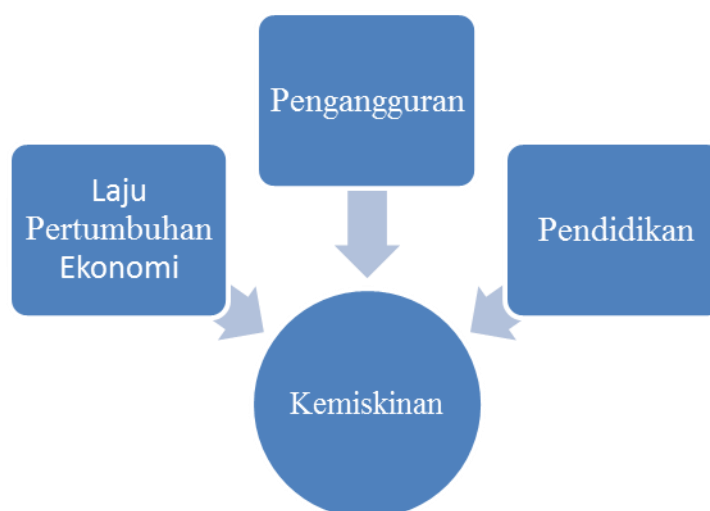 Pengangguran
Laju
Pertumbuhan
Ekonomi
Pendidikan
Kemiskinan